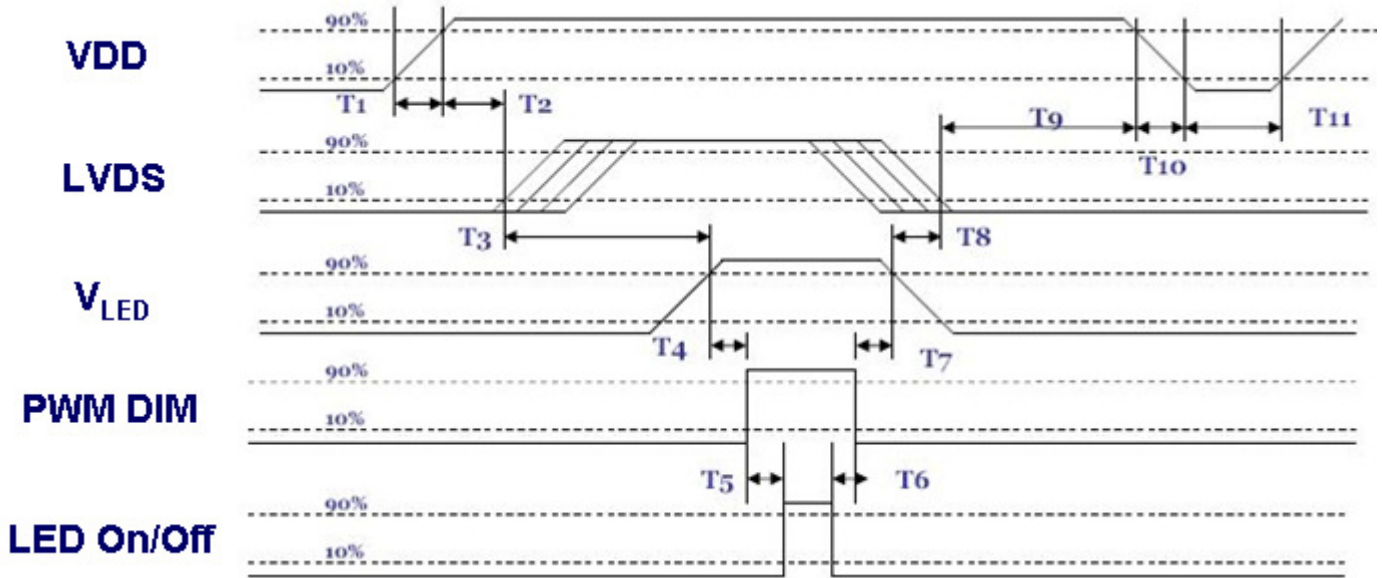 90%
VDD
10%
T1
T2
T9
T11
90%
T10
LVDS
10%
T3
T8
90%
VLED
10%
T4
T7
90%
PWM DIM
10%
T5
T6
90%
LED On/Off
10%